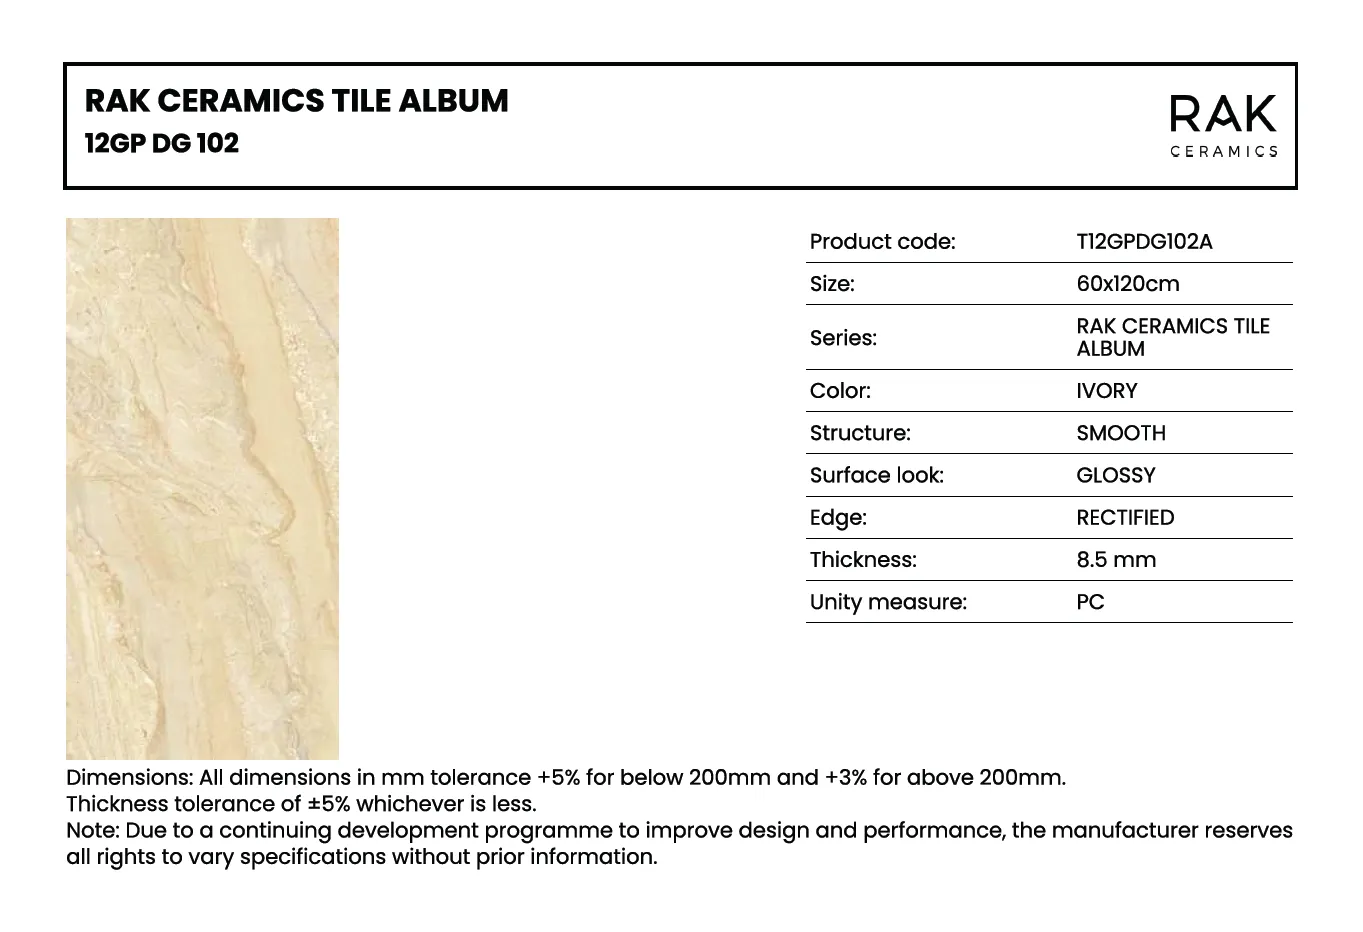 RAK CERAMICS TILE ALBUM
12GP DG 102
RAK
CERAMICS
Product code: T12GPDG102A
Size: 60x120cm
Series: RAK CERAMICS TILE
ALBUM
Color: IVORY
Structure: SMOOTH
Surface look: GLOSSY
Edge: RECTIFIED
Thickness: 8.5 mm
Unity measure: PC
Dimensions: All dimensions in mm tolerance +5% for below 200mm and +3% for above 200mm.
Thickness tolerance of ±5% whichever is less.
Note: Due to a continuing development programme to improve design and performance, the manufacturer reserves
all rights to vary specifications without prior information.